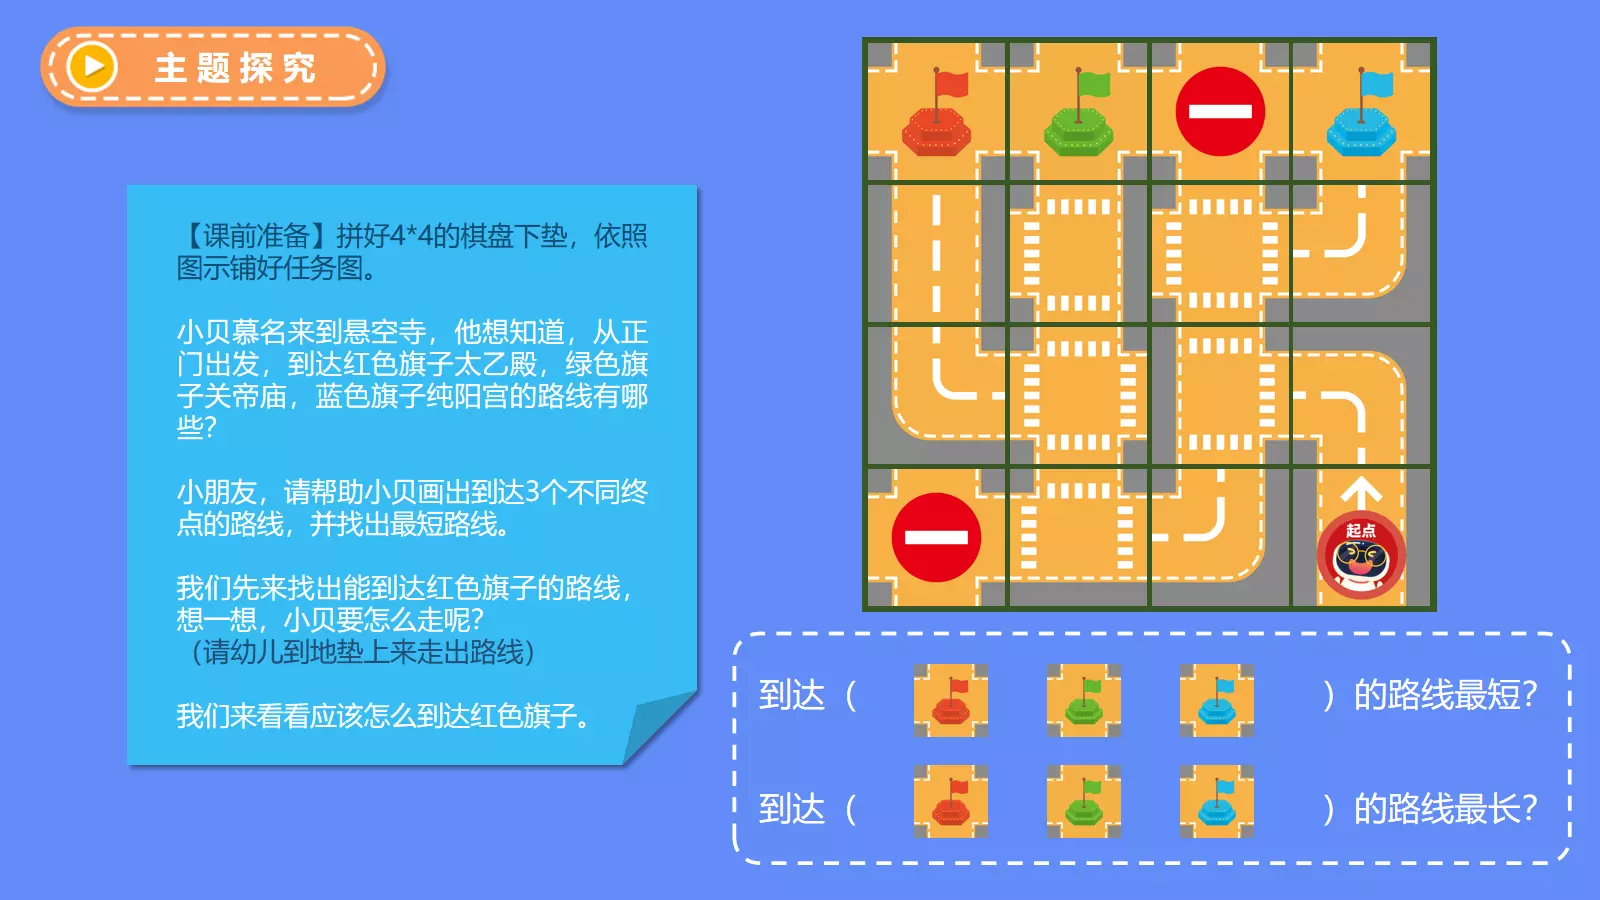 主题探究
【课前准备】拼好4*4的棋盘下垫，依照
图示铺好任务图。
小贝慕名来到悬空寺，他想知道，从正
门出发，到达红色旗子太乙殿，绿色旗
子关帝庙，蓝色旗子纯阳宫的路线有哪
些？
小朋友，请帮助小贝画出到达3个不同终
点的路线，并找出最短路线。
我们先来找出能到达红色旗子的路线，
想一想，小贝要怎么走呢？
（请幼儿到地垫上来走出路线）
我们来看看应该怎么到达红色旗子。
起点
到达（ ）的路线最短？
到达（ ）的路线最长？